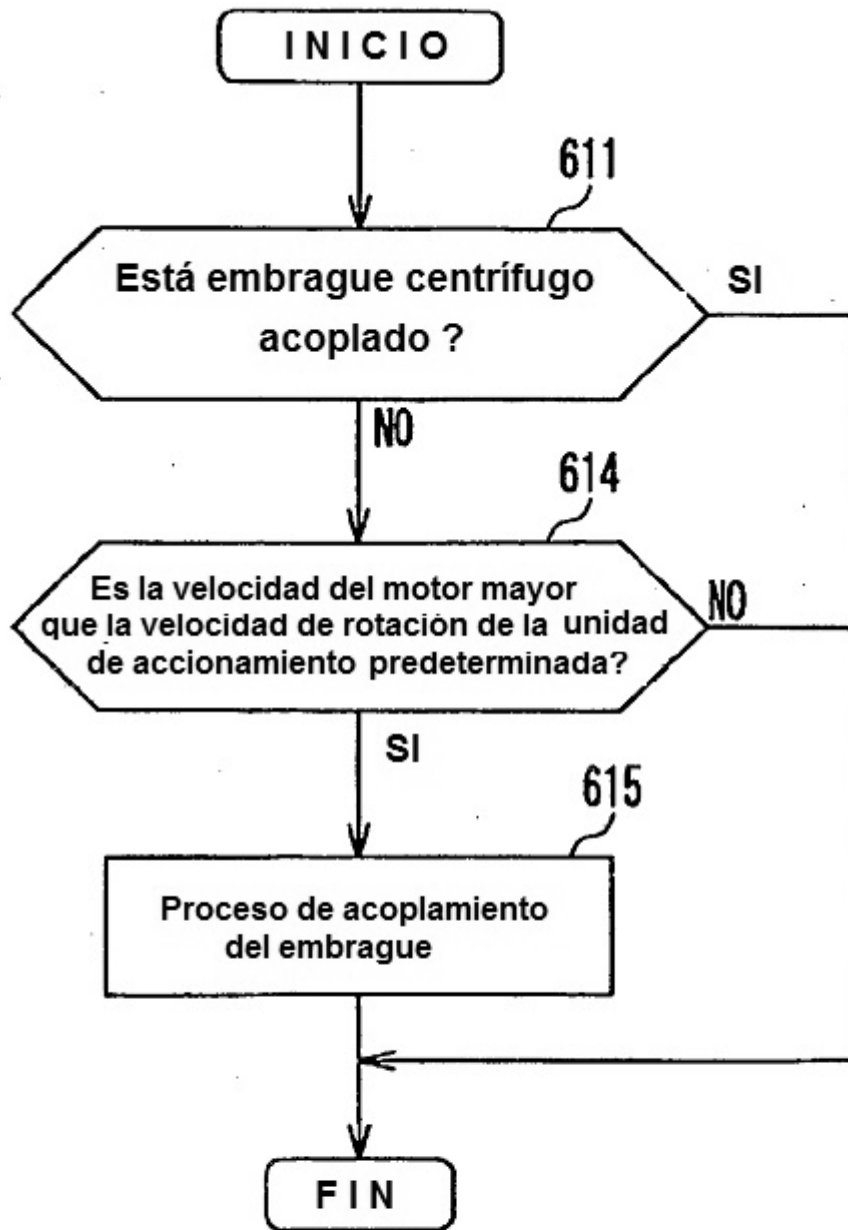 INICIO
611
Está embrague centrífugo
acoplado ?
SI
NO
614
Es la velocidad del motor mayor
que la velocidad de rotación de la unidad
de accionamiento predeterminada?
NO
SI
615
Proceso de acoplamiento
del embrague
FIN